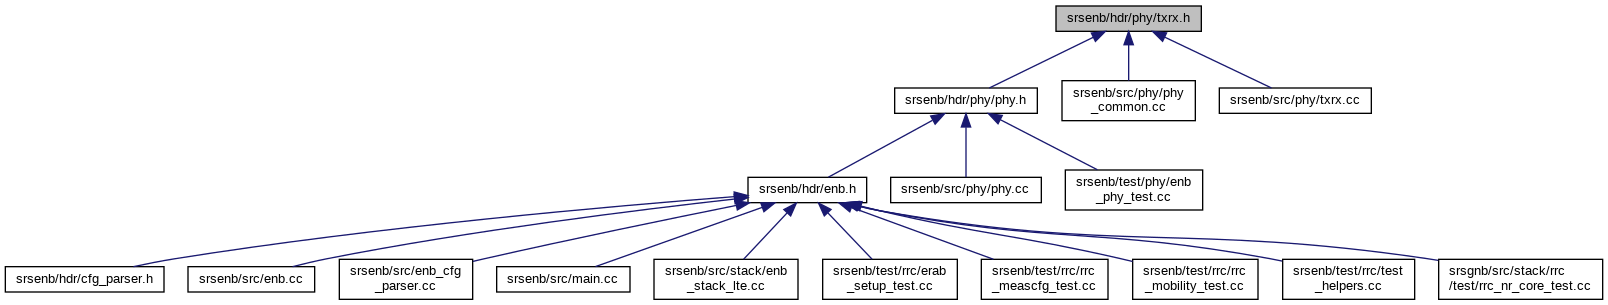 srsenb/hdr/phy/txrx.h
srsenb/hdr/phy/phy.h
srsenb/src/phy/phy
_common.cc
srsenb/src/phy/txrx.cc
srsenb/hdr/enb.h
srsenb/src/phy/phy.cc
srsenb/test/phy/enb
_phy_test.cc
srsenb/hdr/cfg_parser.h
srsenb/src/enb.cc
srsenb/src/enb_cfg
_parser.cc
srsenb/src/main.cc
srsenb/src/stack/enb
_stack_lte.cc
srsenb/test/rrc/erab
_setup_test.cc
srsenb/test/rrc/rrc
_meascfg_test.cc
srsenb/test/rrc/rrc
_mobility_test.cc
srsenb/test/rrc/test
_helpers.cc
srsgnb/src/stack/rrc
/test/rrc_nr_core_test.cc